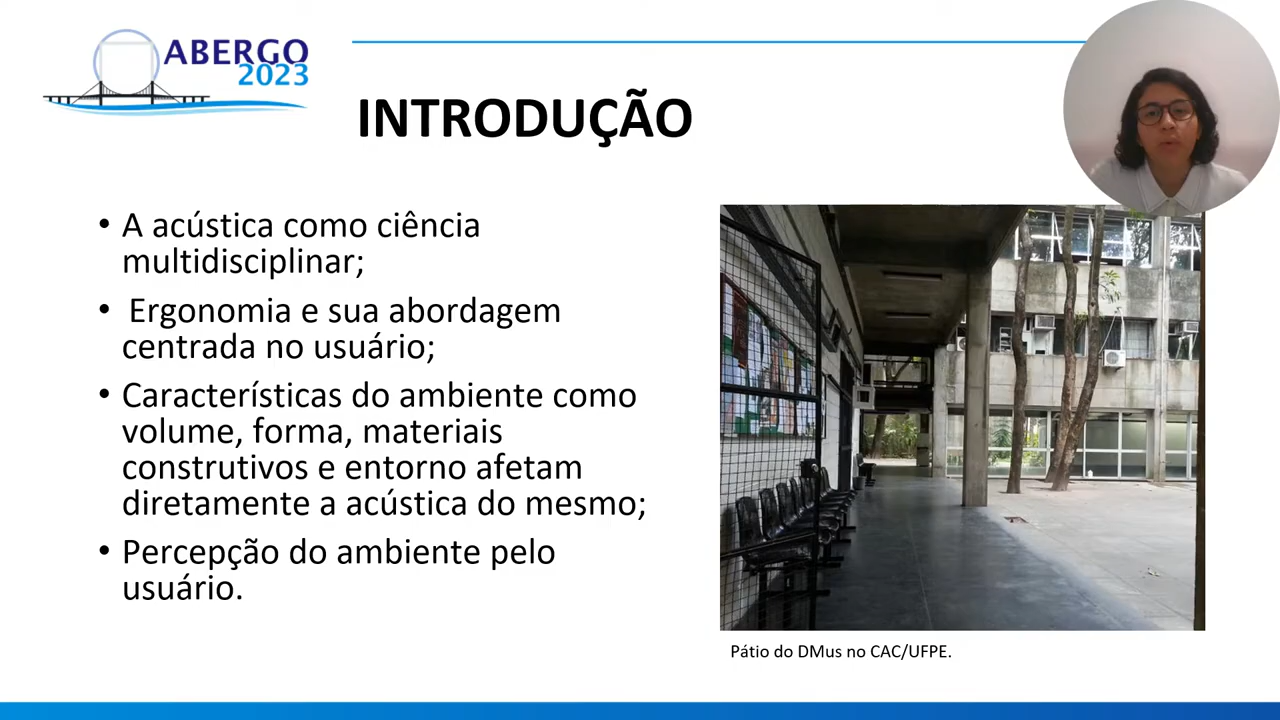 ABERGO
2023
INTRODUÇÃO
• A acústica como ciência
multidisciplinar;
• Ergonomia e sua abordagem
centrada no usuário;
• Características do ambiente como
volume, forma, materiais
construtivos e entorno afetam
diretamente a acústica do mesmo;
• Percepção do ambiente pelo
usuário.
Pátio do DMus no CAC/UFPE.